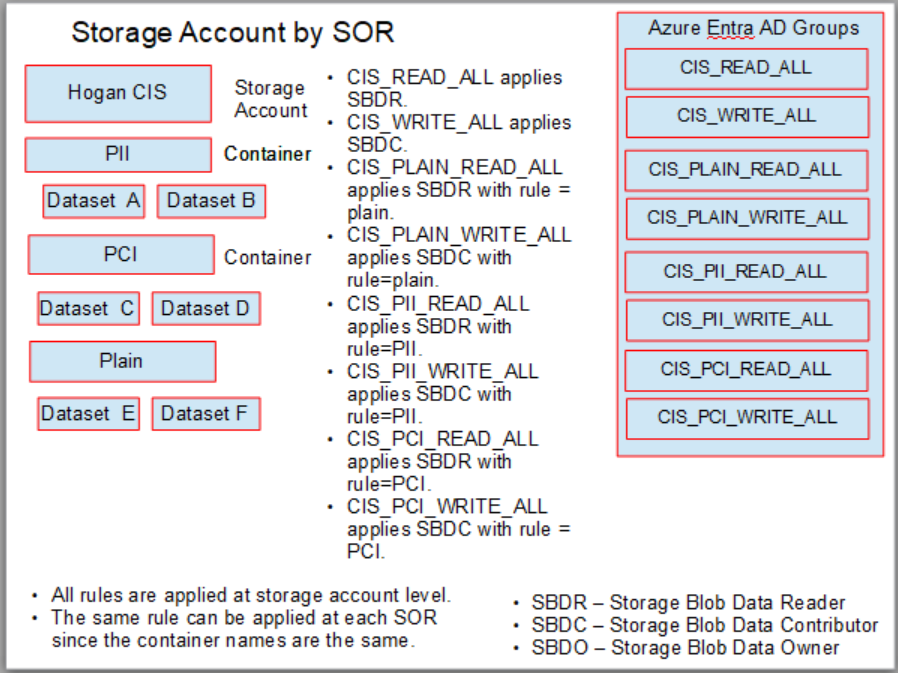 Storage Account by SOR
Hogan CIS
Storage
Account
PII
Container
Dataset A
Dataset B
PCI
Container
Dataset C
Dataset D
Plain
Dataset E
Dataset F
• CIS_READ_ALL applies
SBDR.
• CIS_WRITE_ALL applies
SBDC.
• CIS_PLAIN_READ_ALL
applies SBDR with rule =
plain.
• CIS_PLAIN_WRITE_ALL
applies SBDC with
rule=plain.
• CIS_PII_READ_ALL
applies SBDR with
rule=PII.
• CIS_PII_WRITE_ALL
applies SBDC with
rule=PII.
• CIS_PCI_READ_ALL
applies SBDR with
rule=PCI.
• CIS_PCI_WRITE_ALL
applies SBDC with rule =
PCI.
Azure Entra AD Groups
CIS_READ_ALL
CIS_WRITE_ALL
CIS_PLAIN_READ_ALL
CIS_PLAIN_WRITE_ALL
CIS_PII_READ_ALL
CIS_PII_WRITE_ALL
CIS_PCI_READ_ALL
CIS_PCI_WRITE_ALL
• All rules are applied at storage account level.
• The same rule can be applied at each SOR
since the container names are the same.
• SBDR – Storage Blob Data Reader
• SBDC – Storage Blob Data Contributor
• SBDO – Storage Blob Data Owner